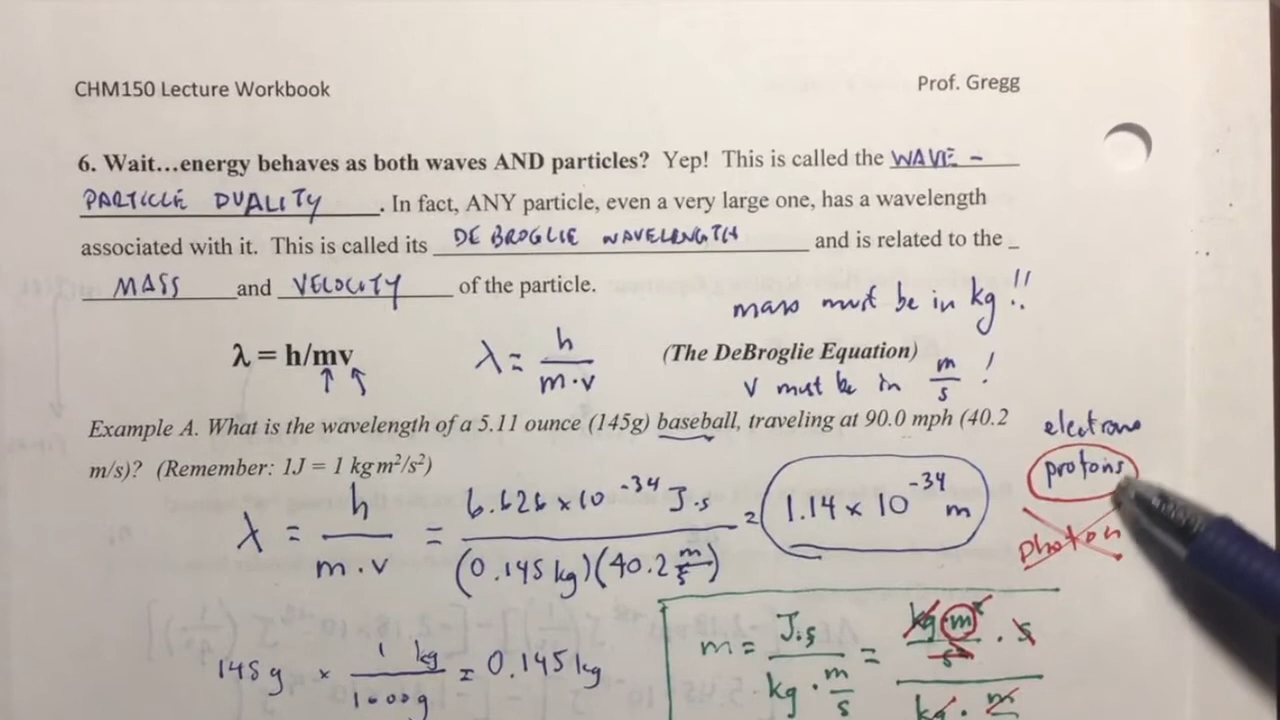 CHM150 Lecture Workbook
Prof. Gregg
6. Wait…energy behaves as both waves AND particles? Yep! This is called the WAVE -
PARTICLE DUALITY. In fact, ANY particle, even a very large one, has a wavelength
associated with it. This is called its DE BROGLIE WAVELENGTH and is related to the _
MASS and VELOCITY of the particle.
mass must be in kg!!
λ = h/mv
λ = h / m·v
(The DeBroglie Equation)
v must be in m/s !
Example A. What is the wavelength of a 5.11 ounce (145g) baseball, traveling at 90.0 mph (40.2
m/s)? (Remember: 1J = 1 kgm²/s²)
electrons
protons
photon
λ = h / m·v = 6.626 × 10⁻³⁴ J·s / (0.145 kg)(40.2 m/s) = 1.14 × 10⁻³⁴ m
145 g × 1 kg / 1000g = 0.145 kg
m = J·s / kg · m/s = kg m² / s² · s / kg · m